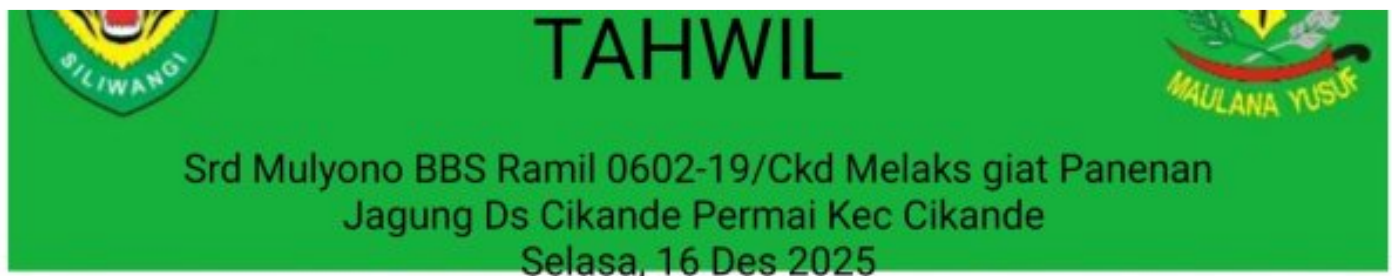 SILIWANGI
TAHWIL
MAULANA YUSUF
Srd Mulyono BBS Ramil 0602-19/Ckd Melaks giat Panenan
Jagung Ds Cikande Permai Kec Cikande
Selasa, 16 Des 2025